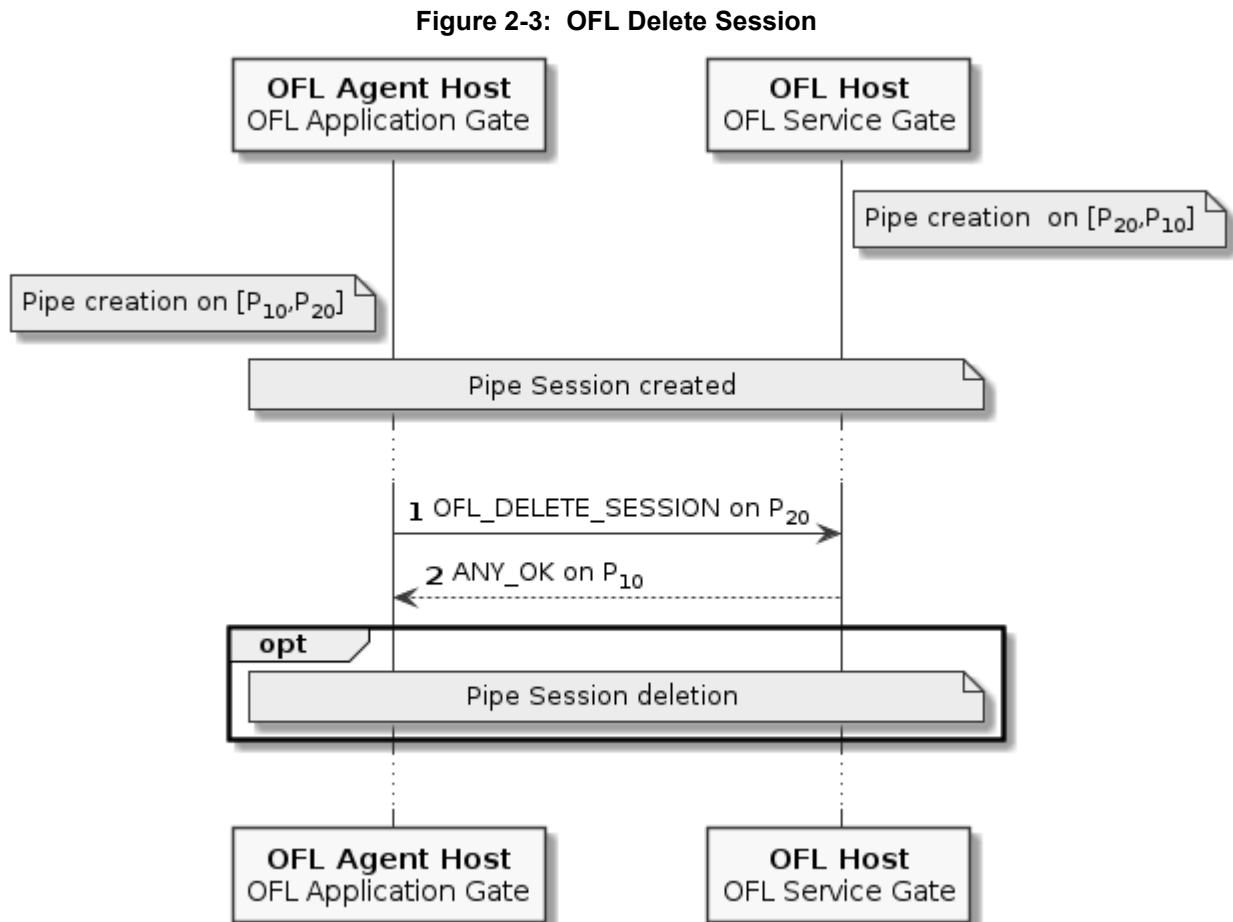 Figure 2-3:  OFL Delete Session
OFL Agent Host
OFL Application Gate
OFL Host
OFL Service Gate
Pipe creation  on [P20,P10]
Pipe creation on [P10,P20]
Pipe Session created
1 OFL_DELETE_SESSION on P20
2 ANY_OK on P10
opt
Pipe Session deletion
OFL Agent Host
OFL Application Gate
OFL Host
OFL Service Gate